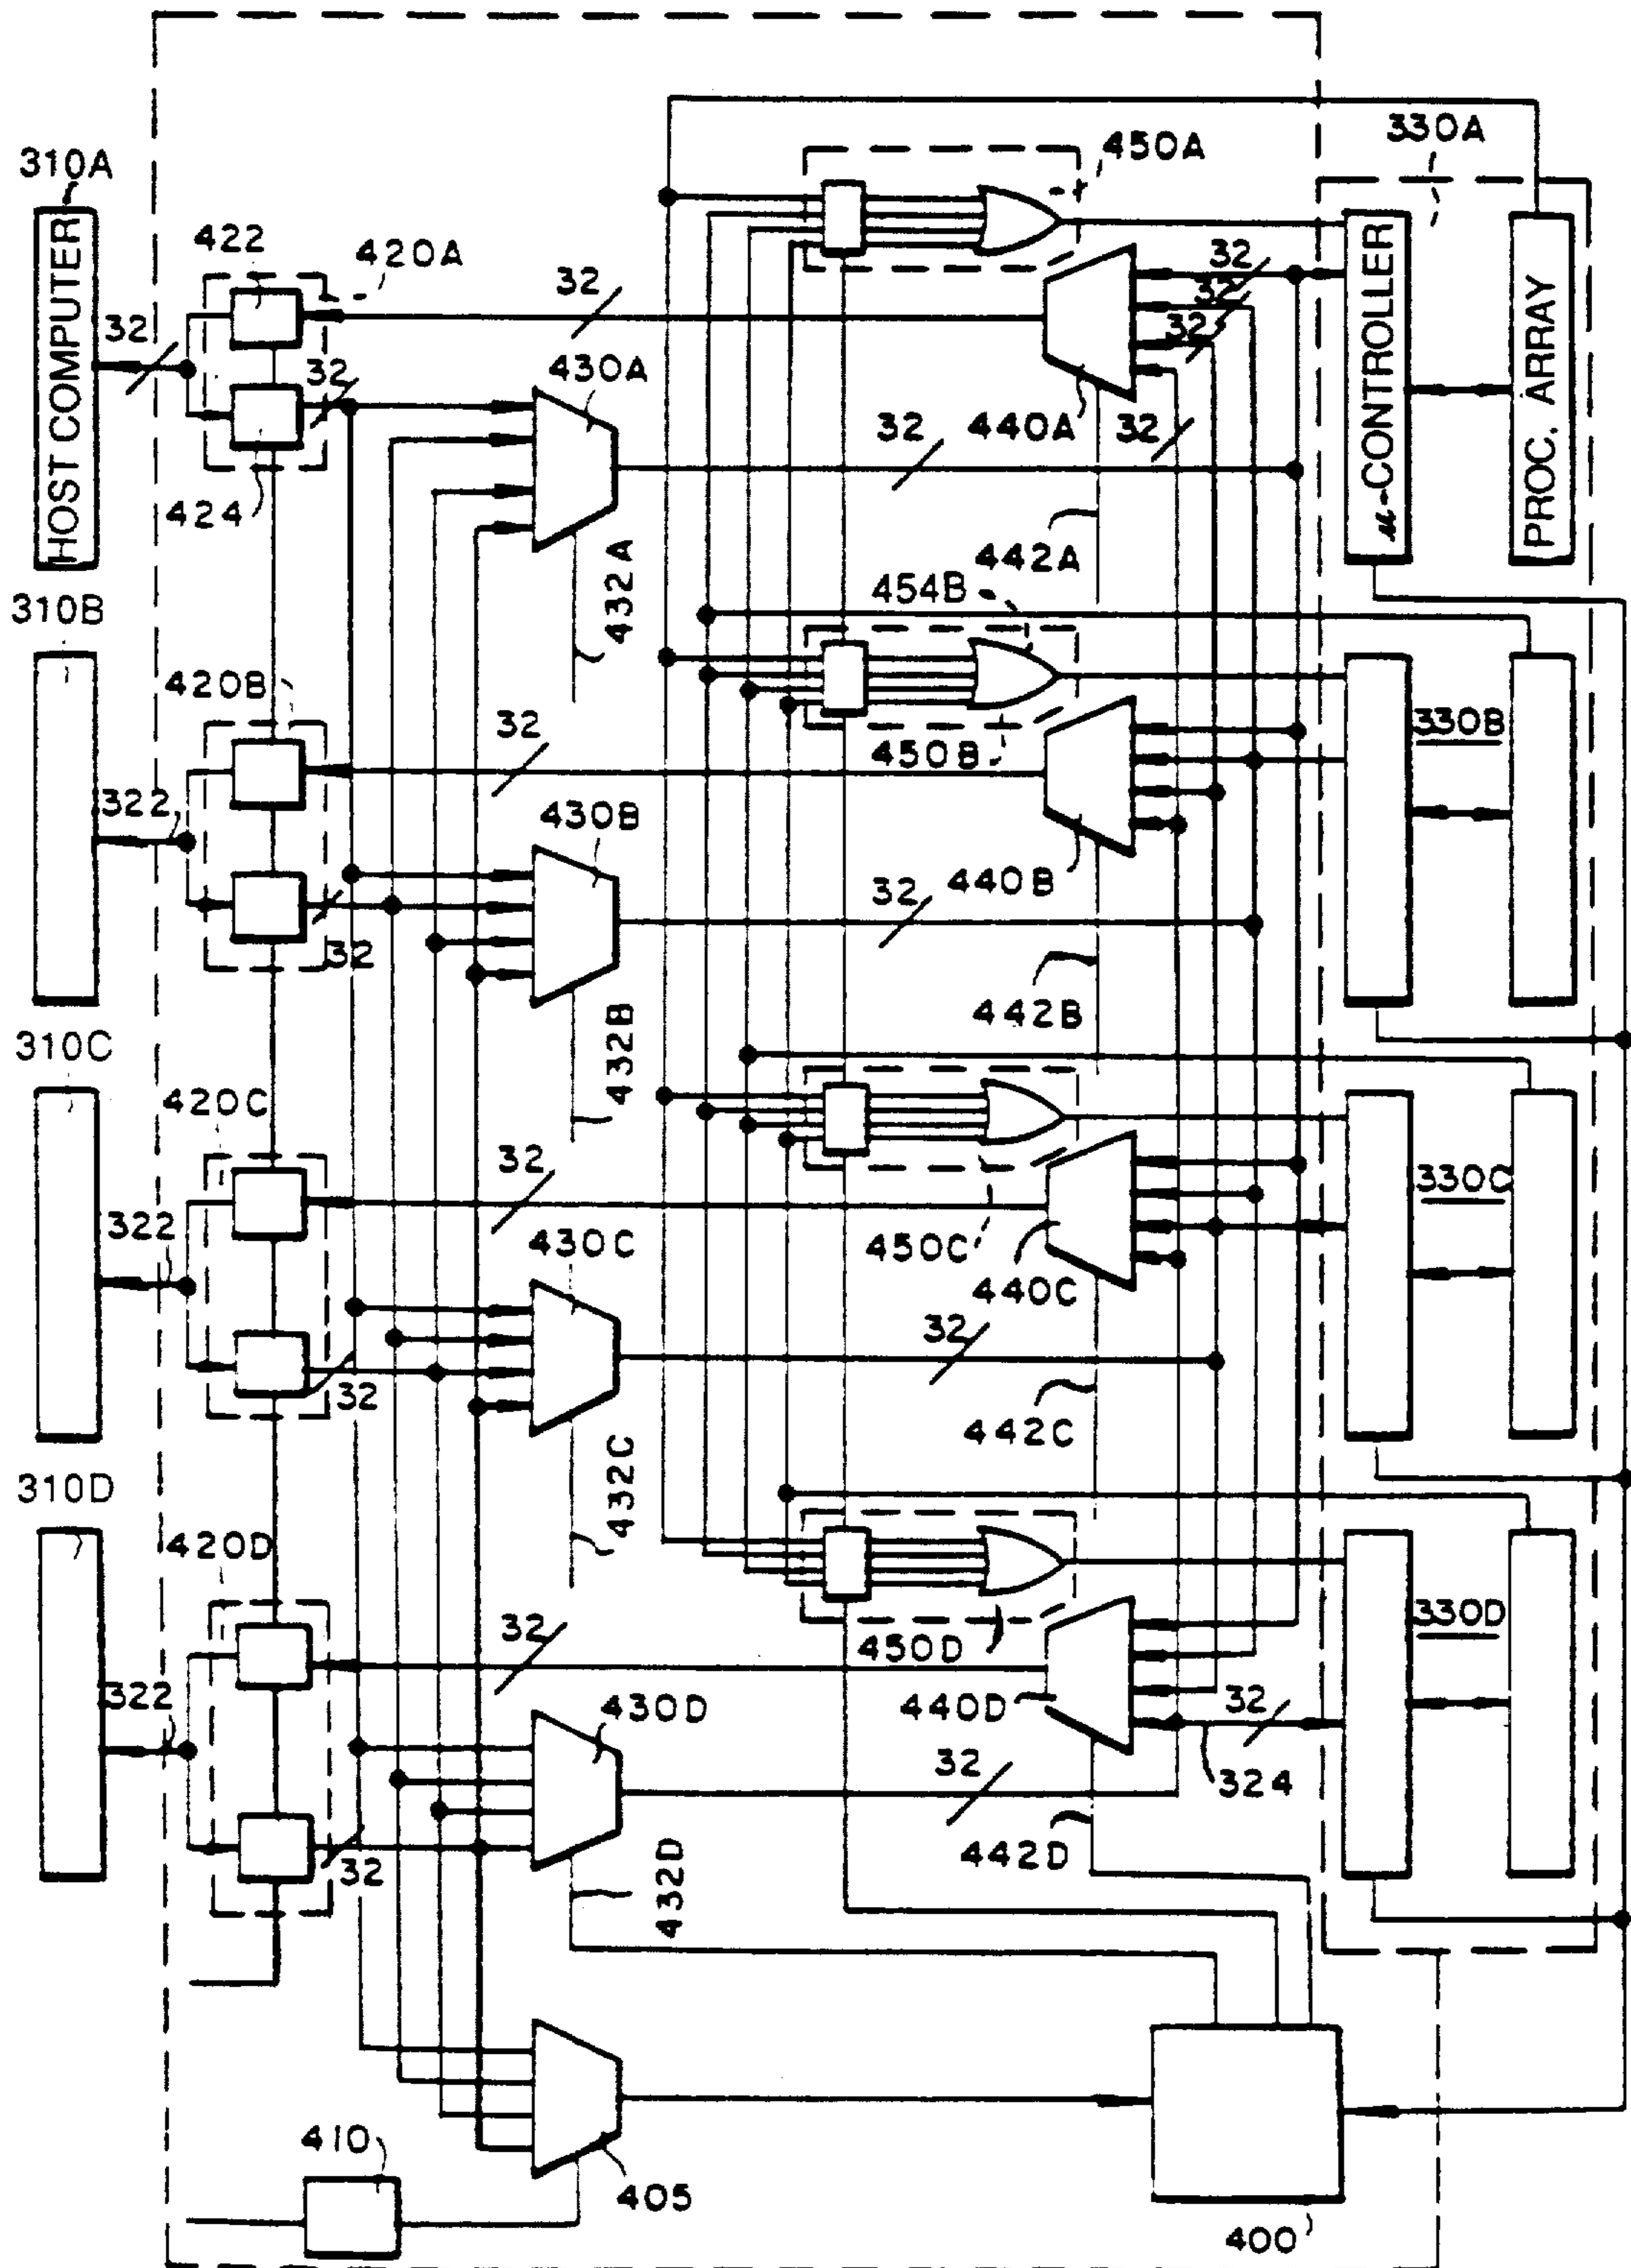 330A
310A
450A
HOST COMPUTER
422
420A
32
32
32
32
32
32
430A
440A
32
32
424
µ-CONTROLLER
PROC. ARRAY
442A
432A
454B
310B
420B
32
330B
450B
322
430B
440B
32
32
442B
432B
310C
420C
32
330C
322
430C
450C
440C
32
32
442C
432C
310D
420D
32
330D
450D
322
430D
440D
32
324
32
32
442D
432D
410
405
400